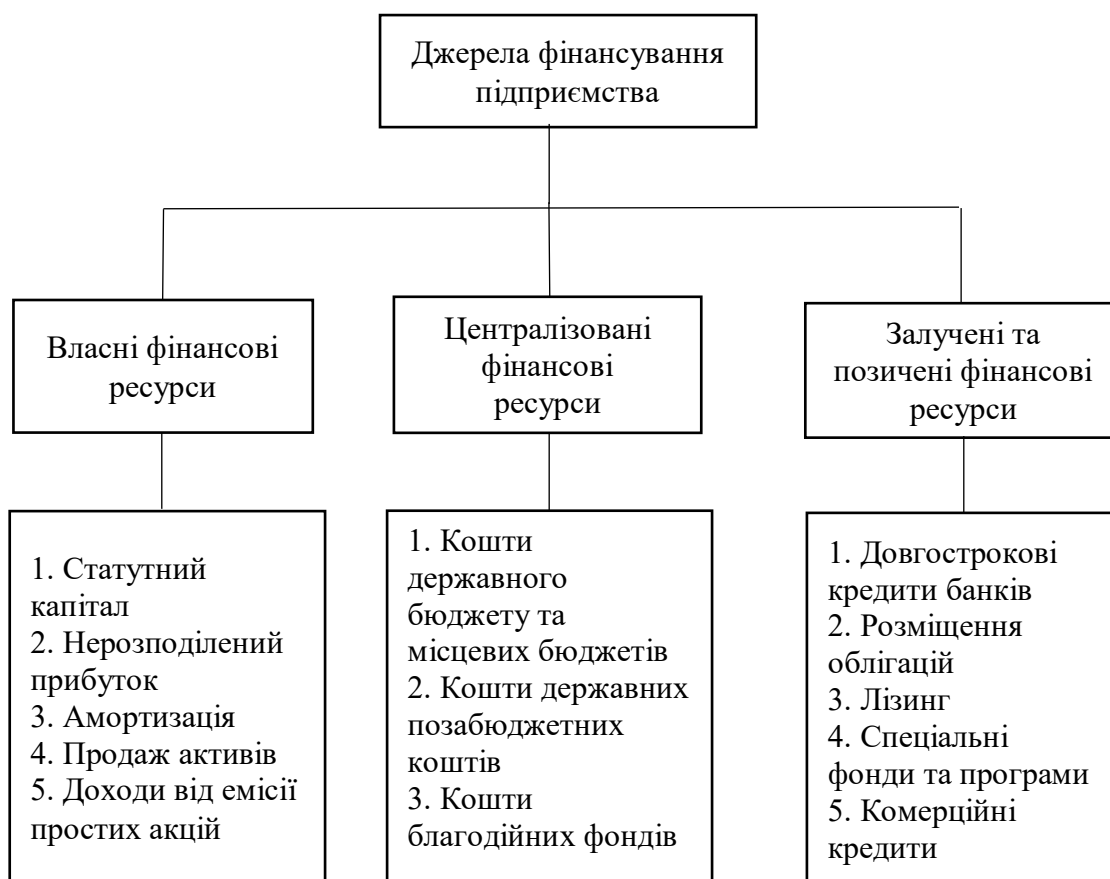 Джерела фінансування
підприємства
Власні фінансові
ресурси
Централізовані
фінансові
ресурси
Залучені та
позичені фінансові
ресурси
1. Статутний
капітал
2. Нерозподілений
прибуток
3. Амортизація
4. Продаж активів
5. Доходи від емісії
простих акцій
1. Кошти
державного
бюджету та
місцевих бюджетів
2. Кошти державних
позабюджетних
коштів
3. Кошти
благодійних фондів
1. Довгострокові
кредити банків
2. Розміщення
облігацій
3. Лізинг
4. Спеціальні
фонди та програми
5. Комерційні
кредити